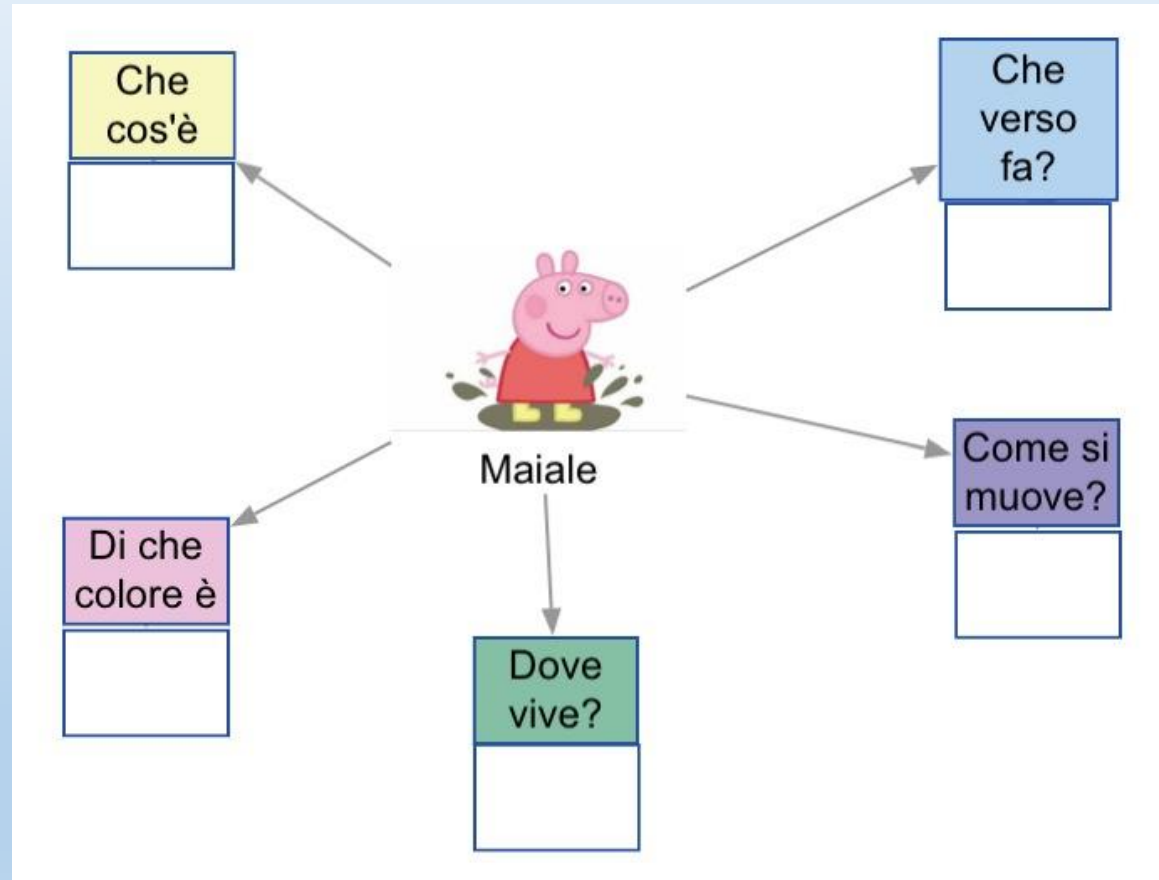 Che
cos'è
Che
verso
fa?
Maiale
Come si
muove?
Di che
colore è
Dove
vive?